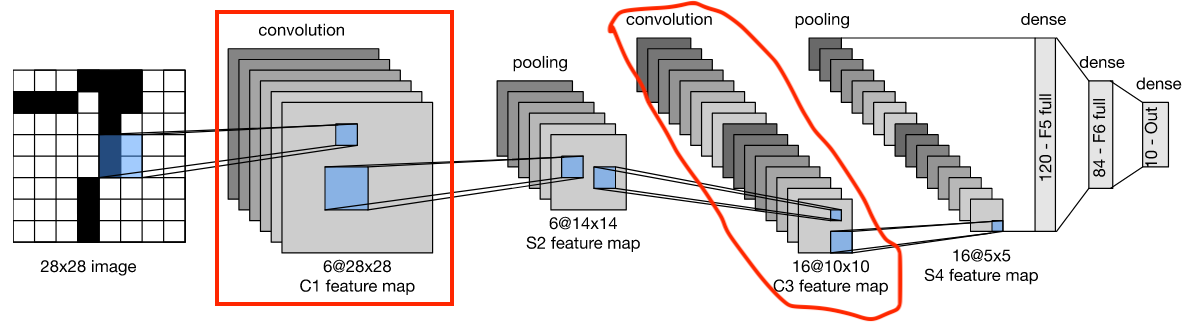 convolution
pooling
convolution
pooling
dense
dense
dense
28x28 image
6@28x28
C1 feature map
6@14x14
S2 feature map
16@10x10
C3 feature map
16@5x5
S4 feature map
120 - F5 full
84 - F6 full
10 - Out